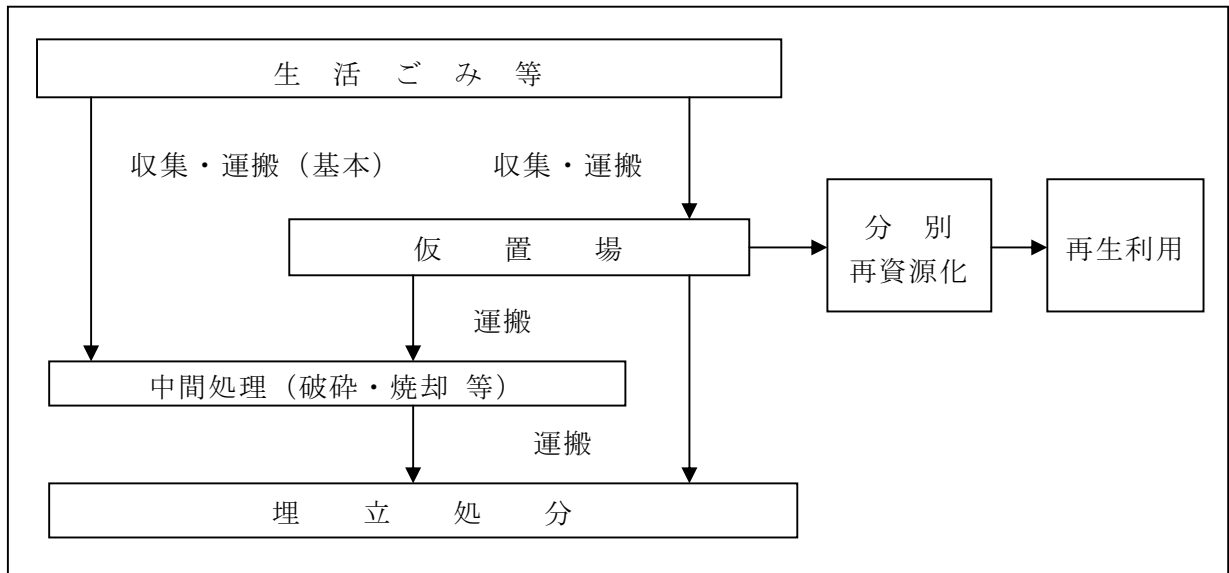 生活ごみ等
収集・運搬（基本）
収集・運搬
仮置場
分別
再資源化
再生利用
運搬
中間処理（破砕・焼却 等）
運搬
埋立処分